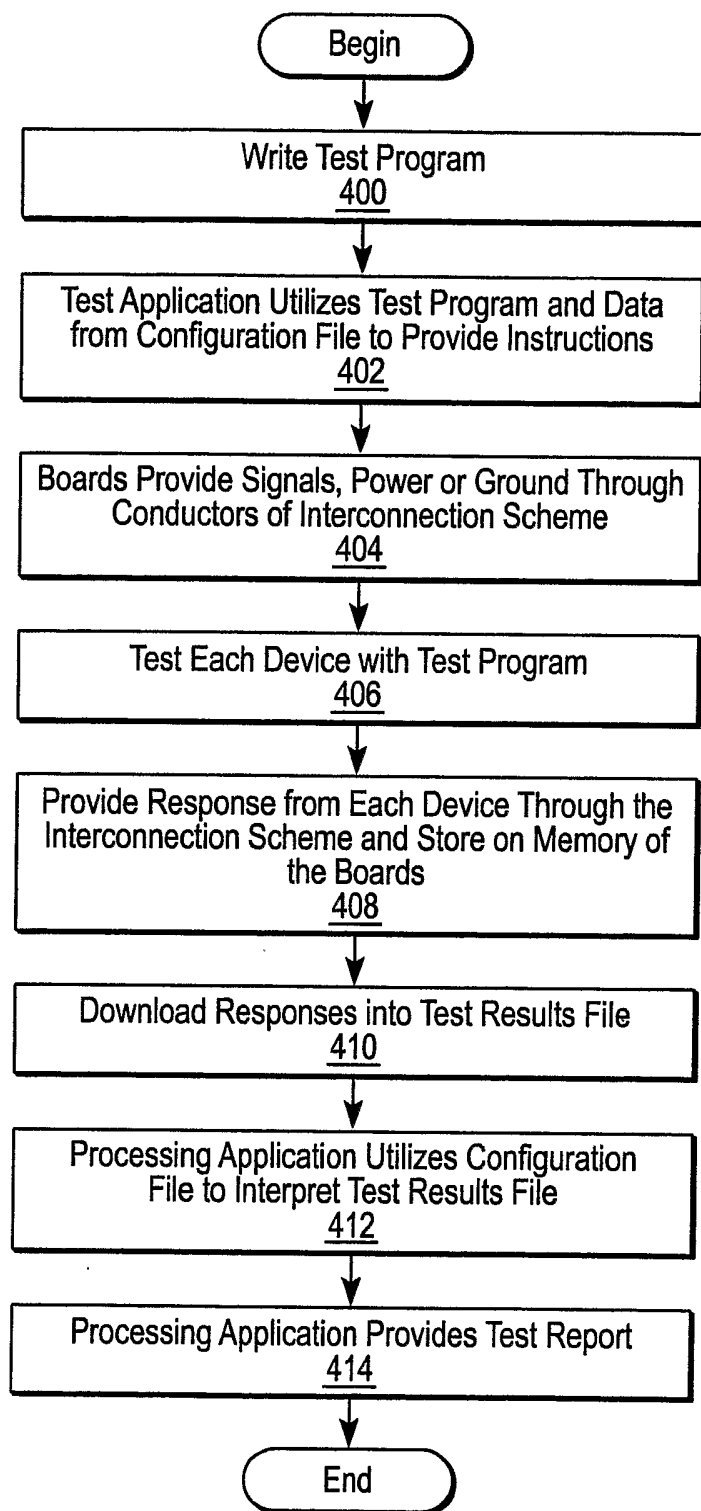 Begin
Write Test Program
400
Test Application Utilizes Test Program and Data
from Configuration File to Provide Instructions
402
Boards Provide Signals, Power or Ground Through
Conductors of Interconnection Scheme
404
Test Each Device with Test Program
406
Provide Response from Each Device Through the
Interconnection Scheme and Store on Memory of
the Boards
408
Download Responses into Test Results File
410
Processing Application Utilizes Configuration
File to Interpret Test Results File
412
Processing Application Provides Test Report
414
End